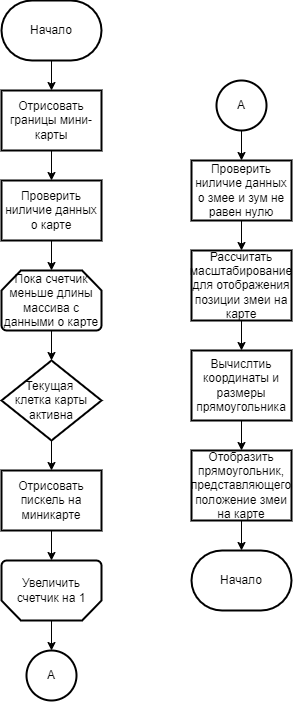 Начало
Отрисовать
границы мини-
карты
Проверить
ниличие данных
о карте
Пока счетчик
меньше длины
массива с
данными о карте
Текущая
клетка карты
активна
Отрисовать
пискель на
миникарте
Увеличить
счетчик на 1
А
А
Проверить
ниличие данных
о змее и зум не
равен нулю
Рассчитать
масштабирование
для отображения
позиции змеи на
карте
Вычислтиь
координаты и
размеры
прямоугольника
Отобразить
прямоугольник,
представляющего
положение змеи
на карте
Начало